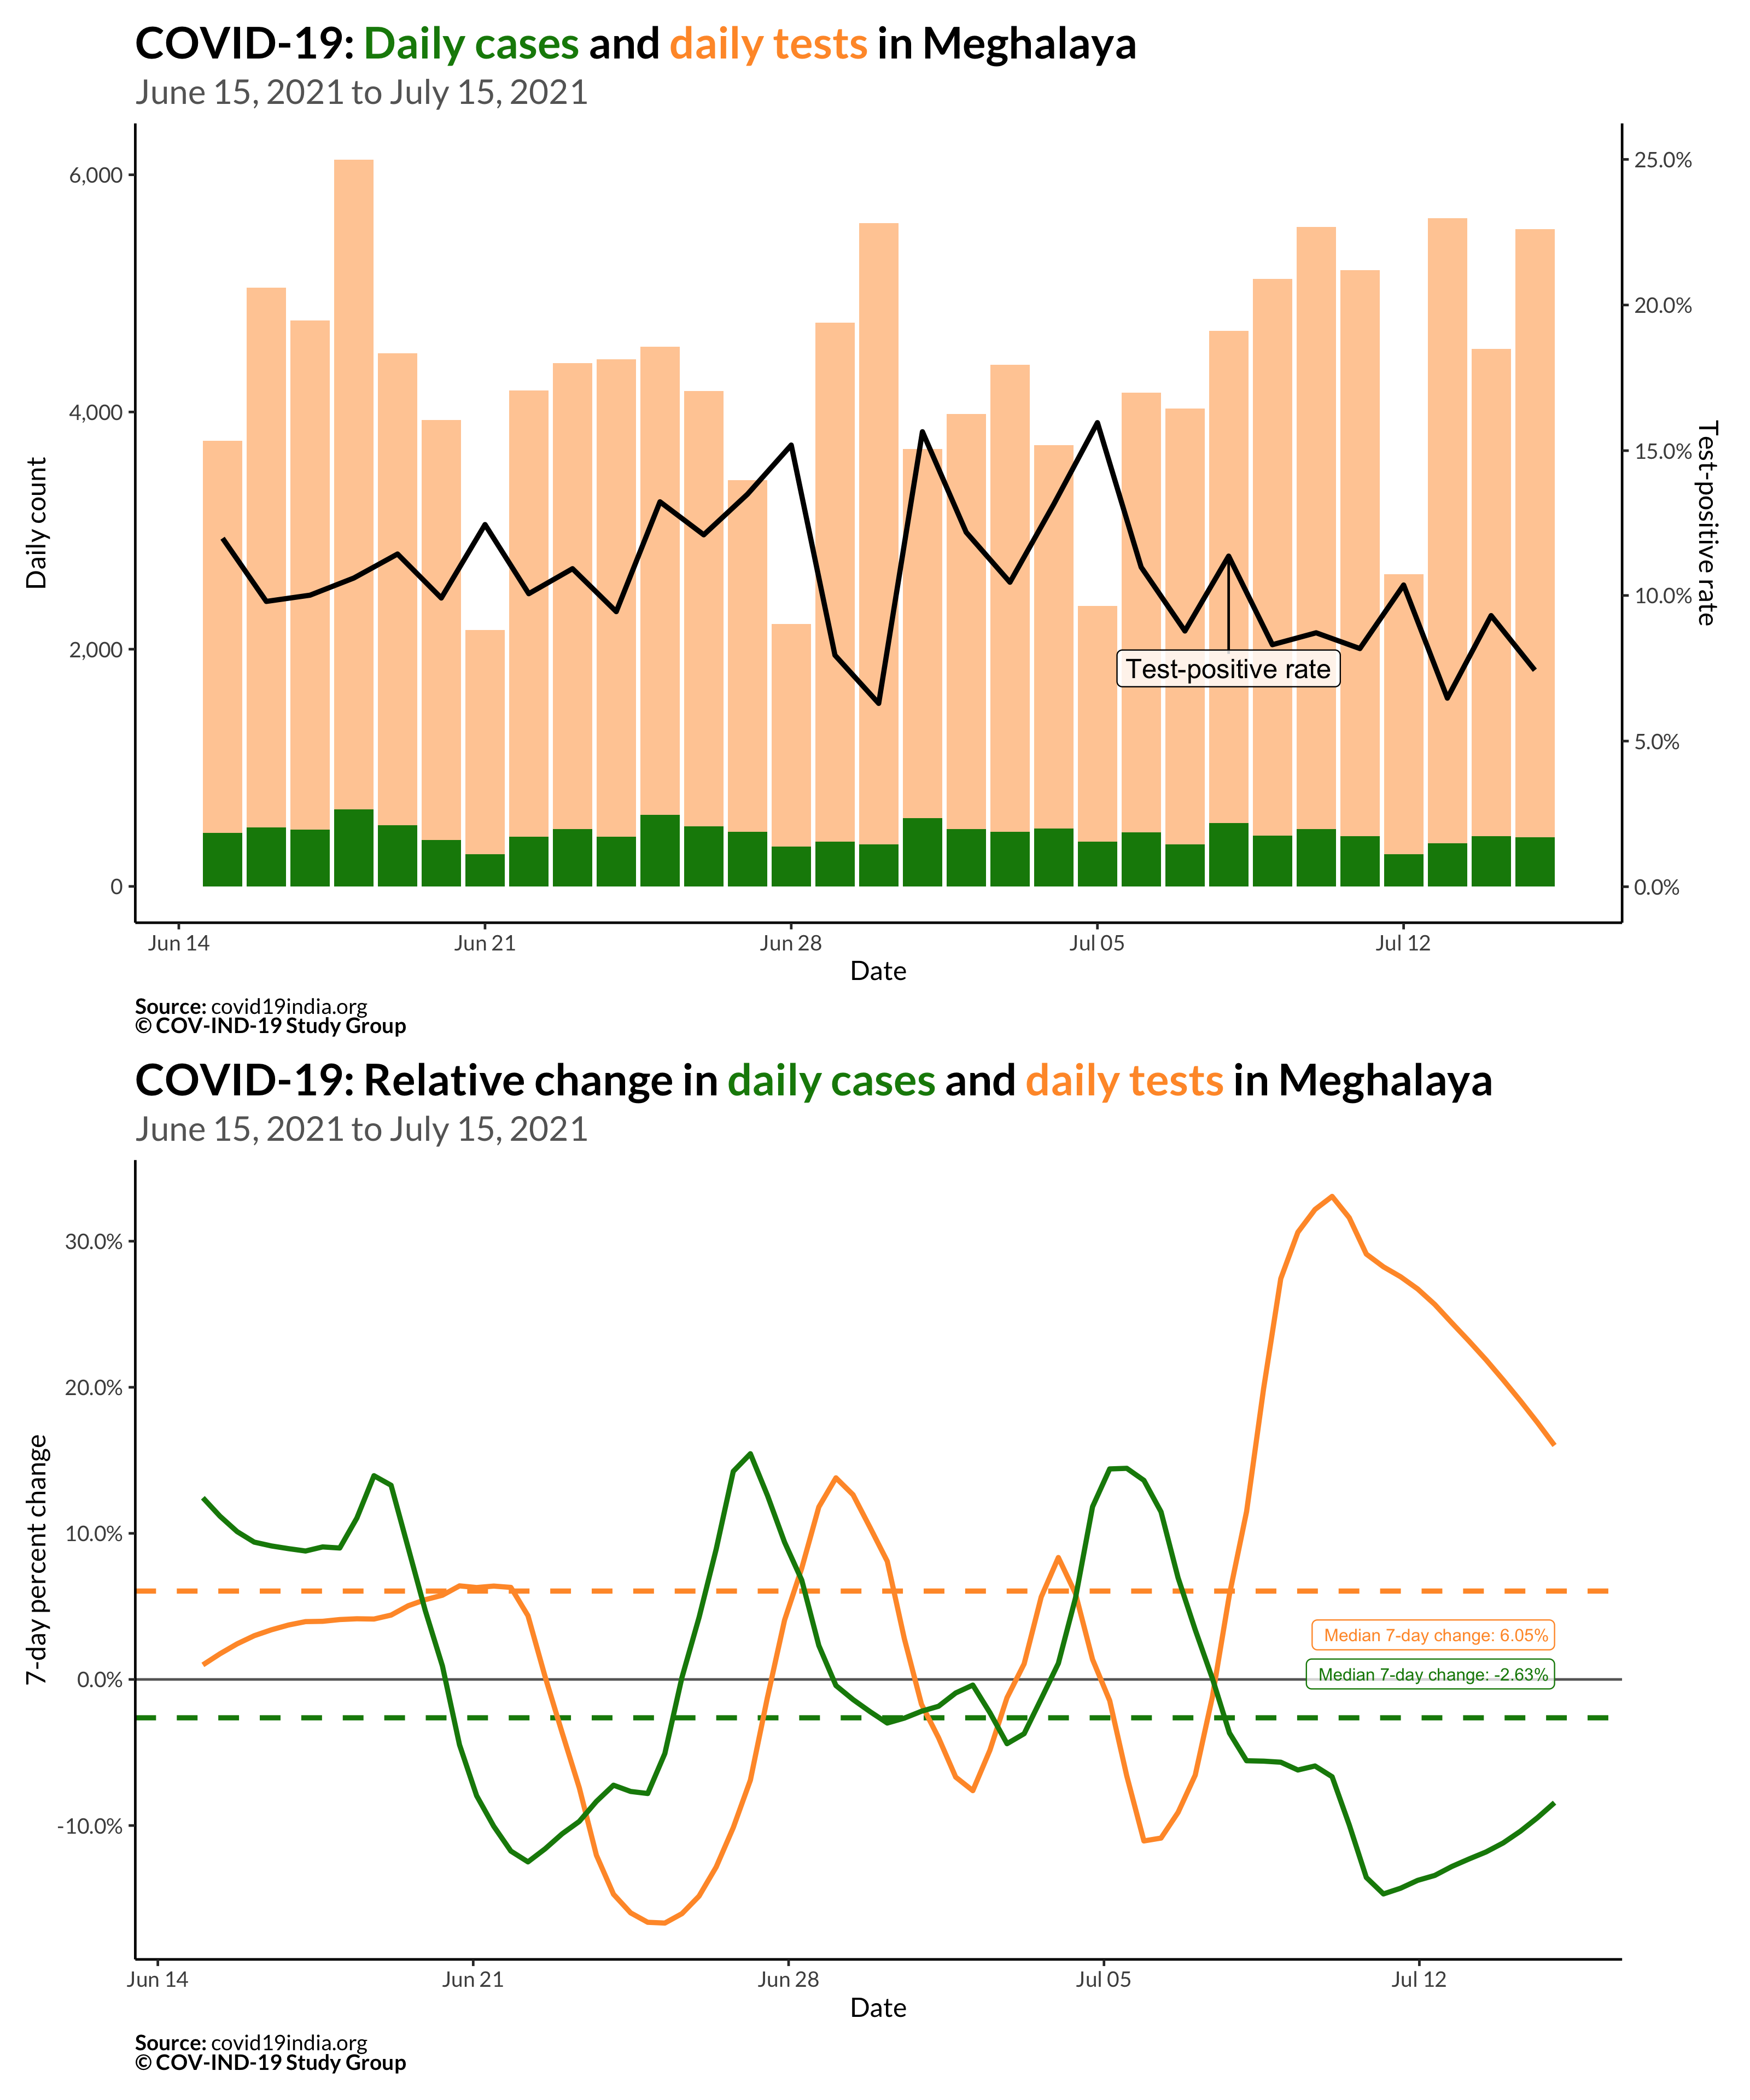 COVID-19: Daily cases and daily tests in Meghalaya
June 15, 2021 to July 15, 2021
Daily count
6,000
4,000
2,000
0
25.0%
20.0%
15.0%
10.0%
5.0%
0.0%
Test-positive rate
Test-positive rate
Jun 14 Jun 21 Jun 28 Jul 05 Jul 12
Date
Source: covid19india.org
© COV-IND-19 Study Group
COVID-19: Relative change in daily cases and daily tests in Meghalaya
June 15, 2021 to July 15, 2021
7-day percent change
30.0%
20.0%
10.0%
0.0%
-10.0%
Median 7-day change: 6.05%
Median 7-day change: -2.63%
Jun 14 Jun 21 Jun 28 Jul 05 Jul 12
Date
Source: covid19india.org
© COV-IND-19 Study Group